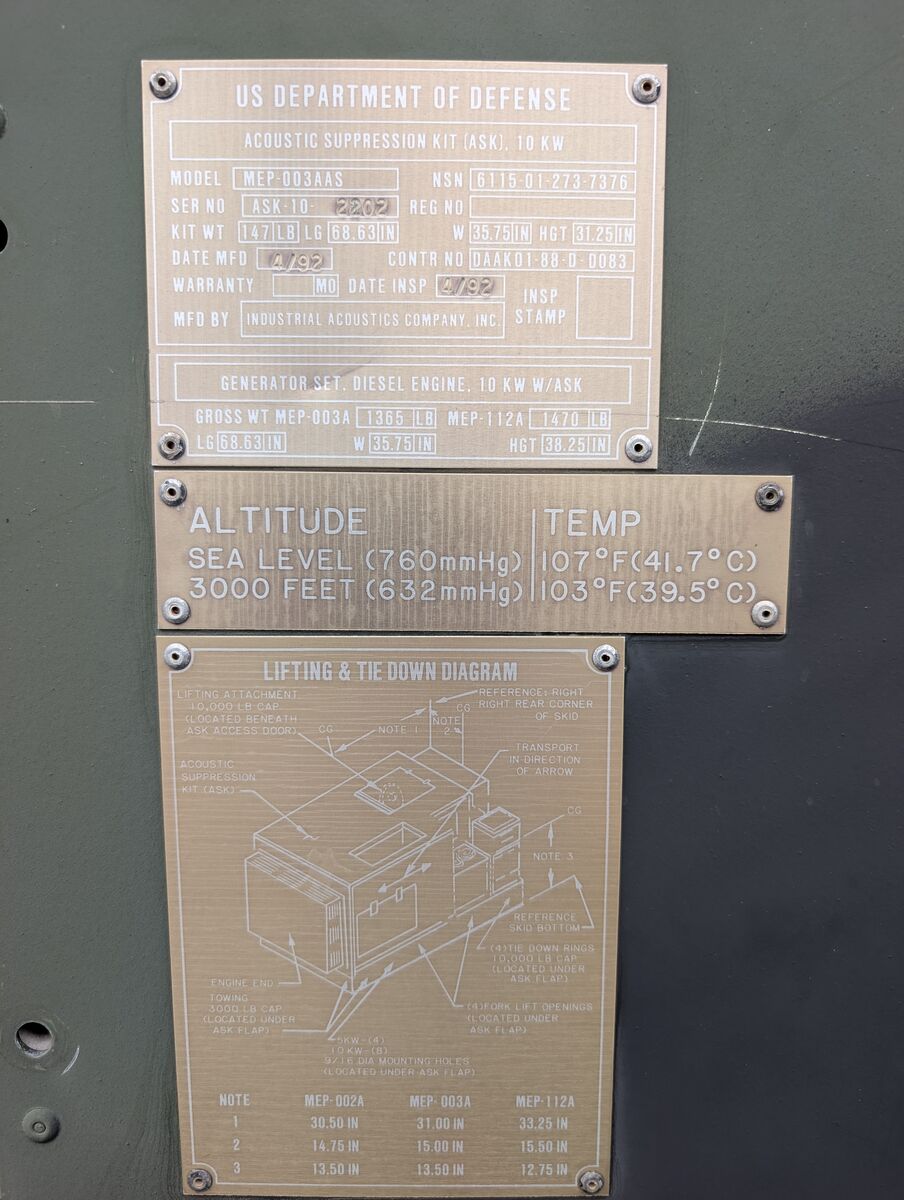 US DEPARTMENT OF DEFENSE
ACOUSTIC SUPPRESSION KIT (ASK), 10 KW
MODEL MEP-003AAS NSN 6115-01-273-7376
SER NO ASK-10- 2202 REG NO
KIT WT 147 LB LG 68.63 IN W 35.75 IN HGT 31.25 IN
DATE MFD 4/92 CONTR NO DAAK01-88-D-D083
WARRANTY MO DATE INSP 4/92 INSP STAMP
MFD BY INDUSTRIAL ACOUSTICS COMPANY, INC.
GENERATOR SET, DIESEL ENGINE, 10 KW W/ASK
GROSS WT MEP-003A 1365 LB MEP-112A 1470 LB
LG 68.63 IN W 35.75 IN HGT 38.25 IN
ALTITUDE TEMP
SEA LEVEL (760mmHg) 107°F(41.7°C)
3000 FEET (632mmHg) 103°F(39.5°C)
LIFTING & TIE DOWN DIAGRAM
LIFTING ATTACHMENT
10,000 LB CAP.
(LOCATED BENEATH
ASK ACCESS DOOR)
CG
NOTE 1
NOTE
2
CG
REFERENCE: RIGHT
RIGHT REAR CORNER
OF SKID
TRANSPORT
IN DIRECTION
OF ARROW
ACOUSTIC
SUPPRESSION
KIT (ASK)
CG
NOTE 3
REFERENCE
SKID BOTTOM
(4) TIE DOWN RINGS
10,000 LB CAP
(LOCATED UNDER
ASK FLAP)
ENGINE END
TOWING
3000 LB CAP
(LOCATED UNDER
ASK FLAP)
(4) FORK LIFT OPENINGS
(LOCATED UNDER
ASK FLAP)
5KW-(4)
10 KW-(8)
9/16 DIA MOUNTING HOLES
(LOCATED UNDER ASK FLAP)
NOTE MEP-002A MEP-003A MEP-112A
1 30.50 IN 31.00 IN 33.25 IN
2 14.75 IN 15.00 IN 15.50 IN
3 13.50 IN 13.50 IN 12.75 IN